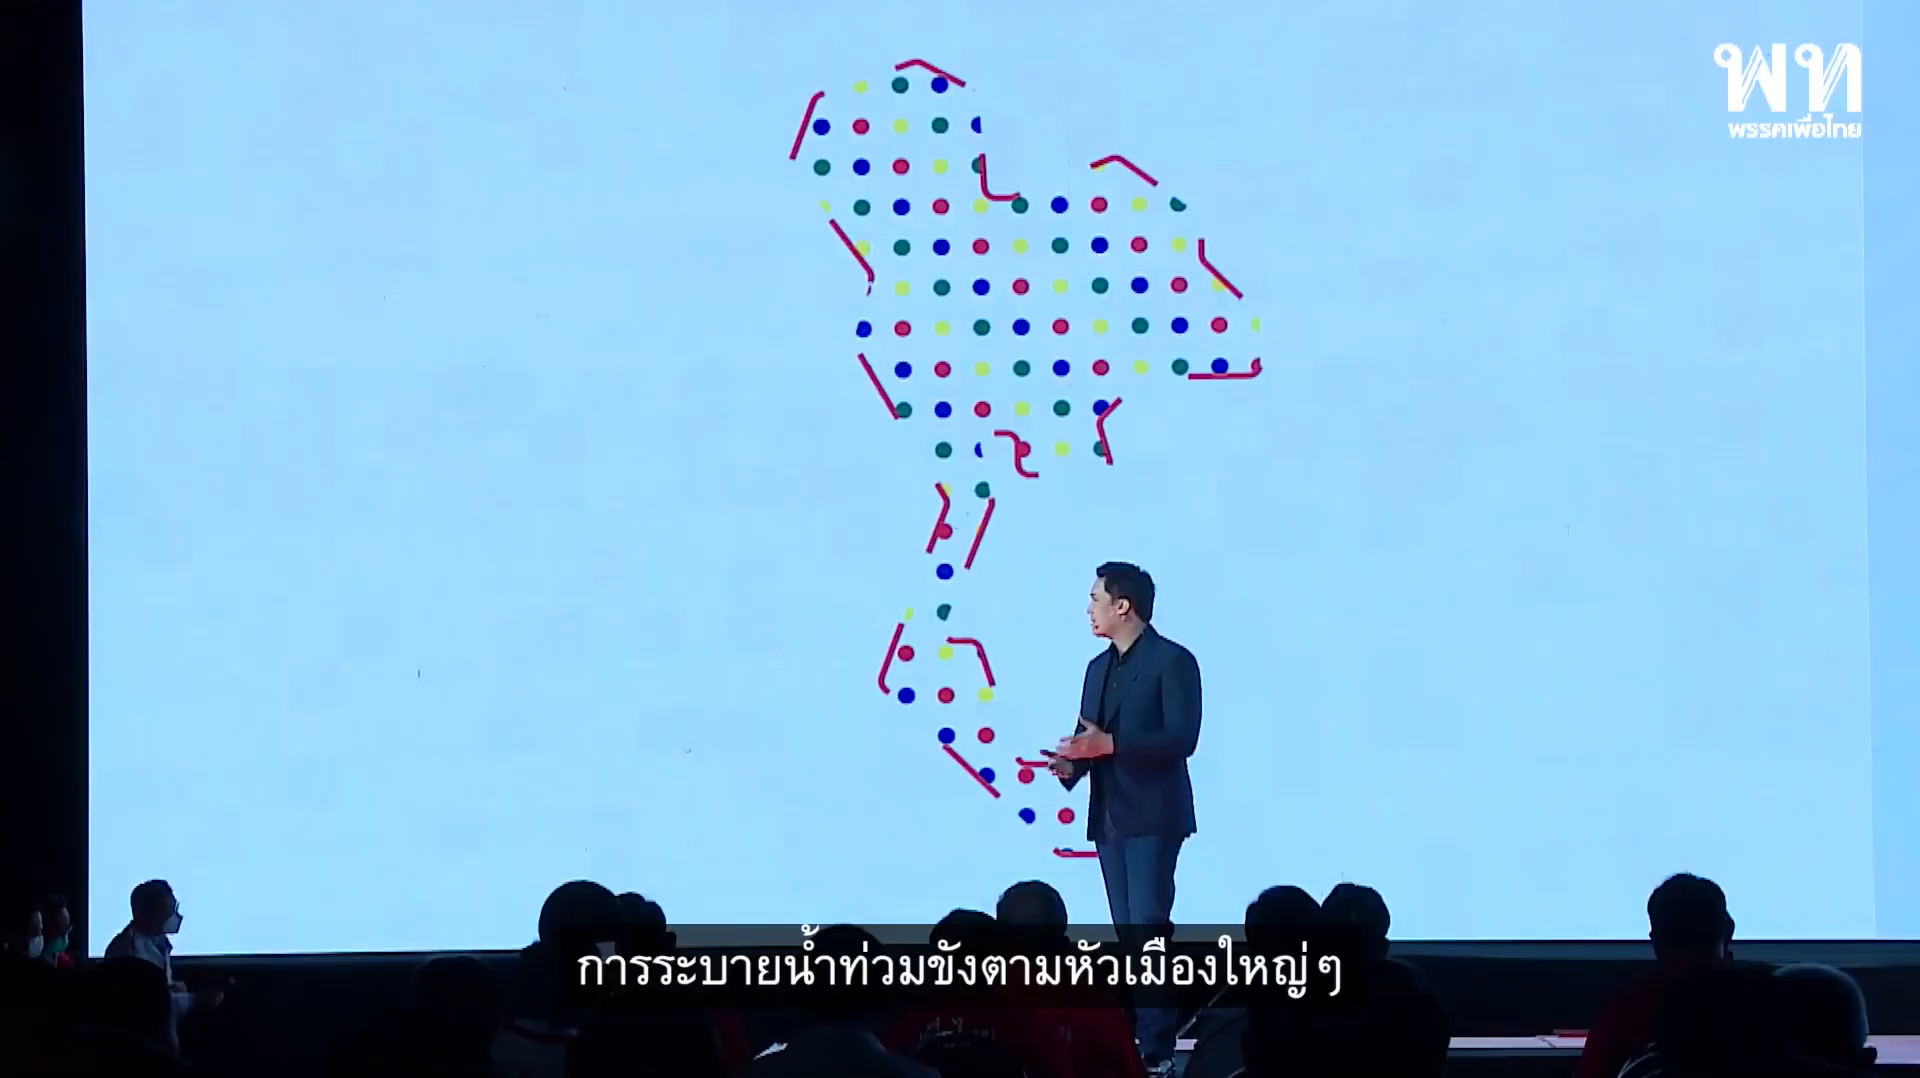 พท
พรรคเพื่อไทย
การระบายน้ำท่วมขังตามหัวเมืองใหญ่ๆ